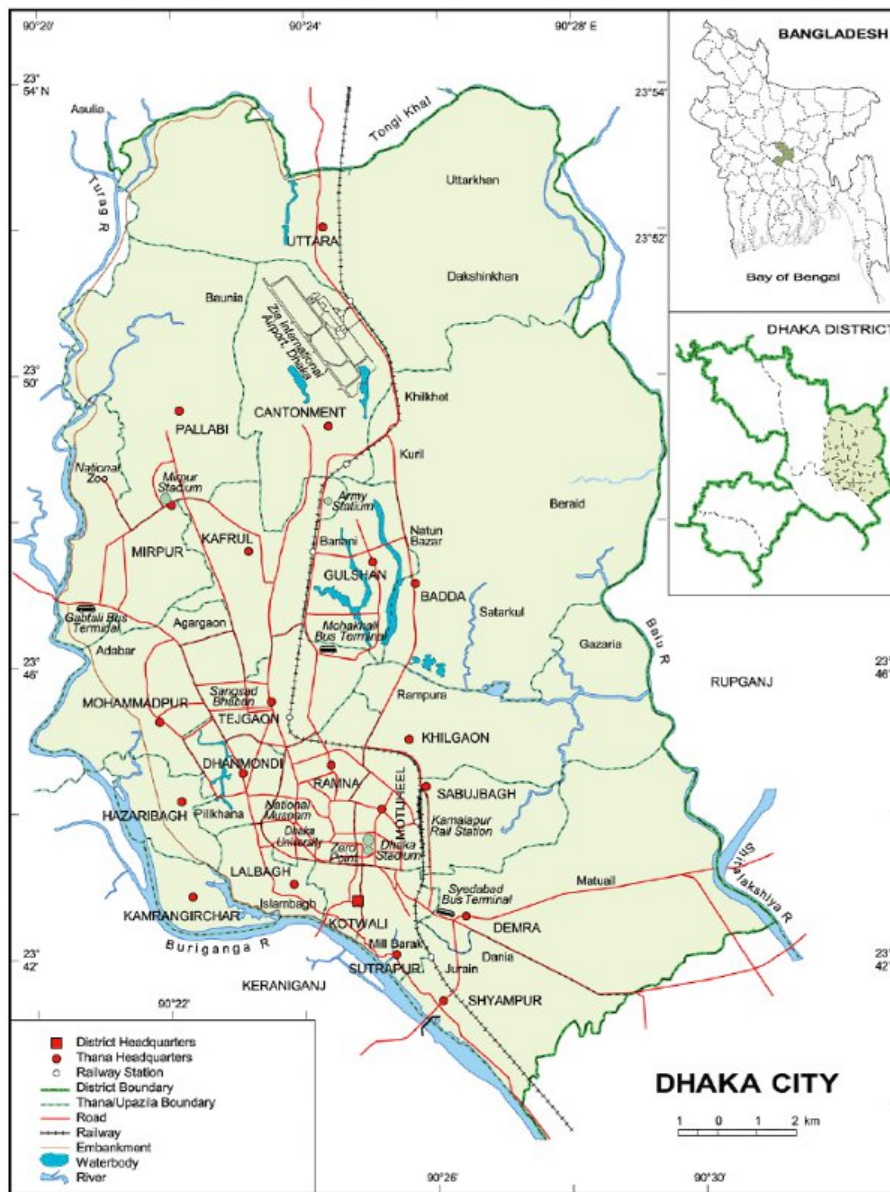 90° 20'
90° 24'
90° 28' E
BANGLADESH
Bay of Bengal
23°
54' N
23° 54'
Asulia
Tongi Khal
Turag R
Uttarkhan
UTTARA
23° 52'
Dakshinkhan
Baunia
Zia International
Airport, Dhaka
DHAKA DISTRICT
23°
50'
Khilkhet
PALLABI
CANTONMENT
Kuril
National
Zoo
Mirpur
Stadium
Army
Statium
Beraid
KAFRUL
Banani
Natun
Bazar
MIRPUR
GULSHAN
BADDA
Satarkul
Gabtali Bus
Terminal
Agargaon
Mohakhali
Bus Terminal
Gazaria
Balu R
Adabar
23°
46'
23°
46'
Sangsad
Bhaban
Rampura
RUPGANJ
MOHAMMADPUR
TEJGAON
KHILGAON
DHANMONDI
RAMNA
MOTIJHEEL
SABUJBAGH
HAZARIBAGH
Pilkhana
National
Museum
Kamalapur
Rail Station
Dhaka
University
Zero
Point
Dhaka
Stadium
Shitalakshiya R
LALBAGH
Matuail
Islambagh
Syedabad
Bus Terminal
KAMRANGIRCHAR
KOTWALI
DEMRA
Buriganga R
Mill Barak
Dania
23°
42'
23°
42'
SUTRAPUR
Jurain
KERANIGANJ
SHYAMPUR
90° 22'
District Headquarters
Thana Headquarters
Railway Station
District Boundary
Thana/Upazila Boundary
Road
Railway
Embankment
Waterbody
River
DHAKA CITY
1 0 1 2 km
90° 26'
90° 30'